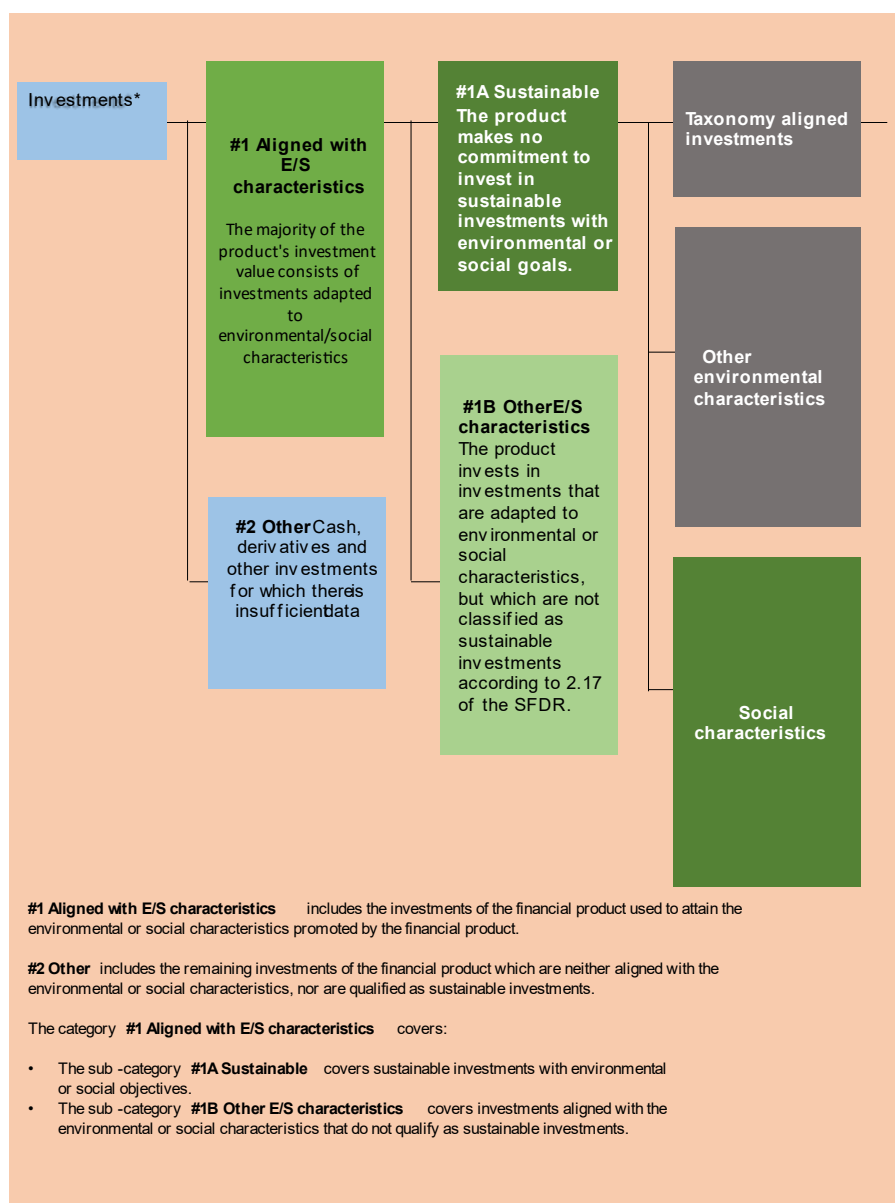 Investments*
#1 Aligned with
E/S
characteristics
The majority of the
product's investment
value consists of
investments adapted
to
environmental/social
characteristics
#2 Other Cash,
derivatives and
other investments
for which there is
insufficient data
#1A Sustainable
The product
makes no
commitment to
invest in
sustainable
investments with
environmental or
social goals.
#1B Other E/S
characteristics
The product
invests in
investments that
are adapted to
environmental or
social
characteristics,
but which are not
classified as
sustainable
investments
according to 2.17
of the SFDR.
Taxonomy aligned
investments
Other
environmental
characteristics
Social
characteristics
#1 Aligned with E/S characteristics includes the investments of the financial product used to attain the
environmental or social characteristics promoted by the financial product.
#2 Other includes the remaining investments of the financial product which are neither aligned with the
environmental or social characteristics, nor are qualified as sustainable investments.
The category #1 Aligned with E/S characteristics covers:
• The sub -category #1A Sustainable covers sustainable investments with environmental
or social objectives.
• The sub -category #1B Other E/S characteristics covers investments aligned with the
environmental or social characteristics that do not qualify as sustainable investments.